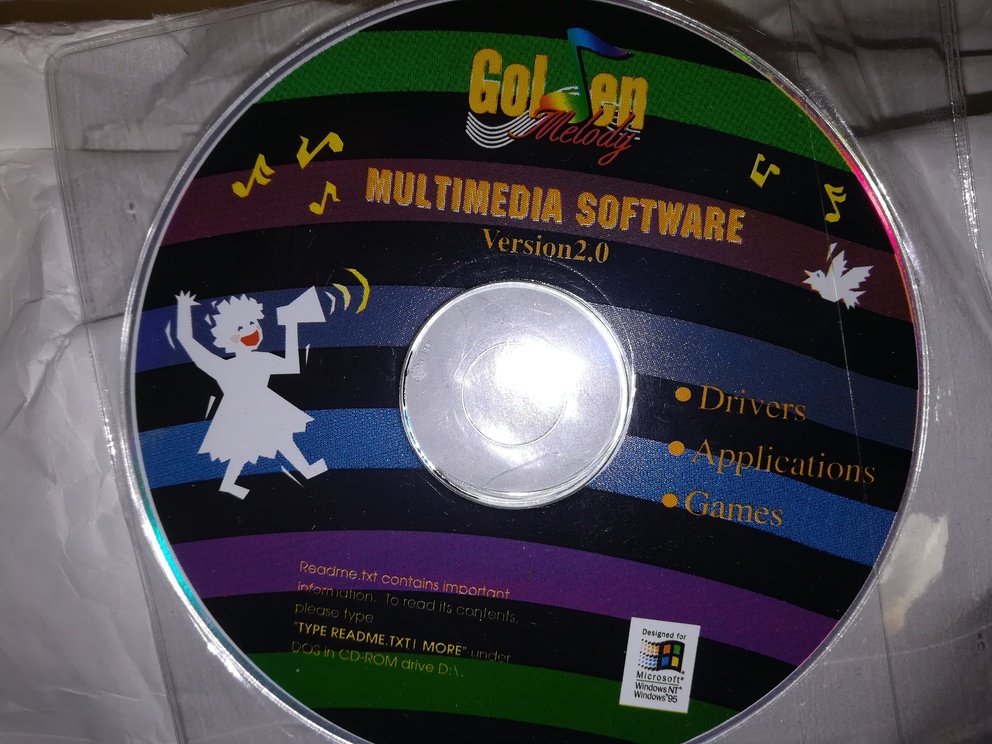 Golden
Melody
MULTIMEDIA SOFTWARE
Version2.0
• Drivers
• Applications
• Games
Readme.txt contains important
information. To read its contents,
please type
"TYPE README.TXT| MORE" under
DOS in CD-ROM drive D:\.
Designed for
Microsoft®
Windows NT®
Windows®95